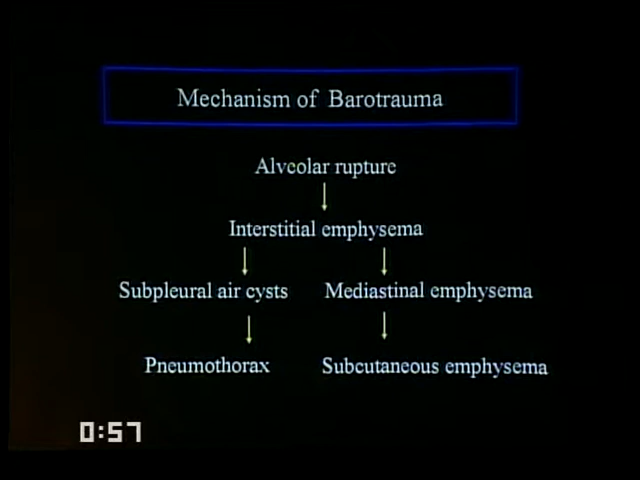 Mechanism of Barotrauma
Alveolar rupture
Interstitial emphysema
Subpleural air cysts Mediastinal emphysema
Pneumothorax Subcutaneous emphysema
0:57